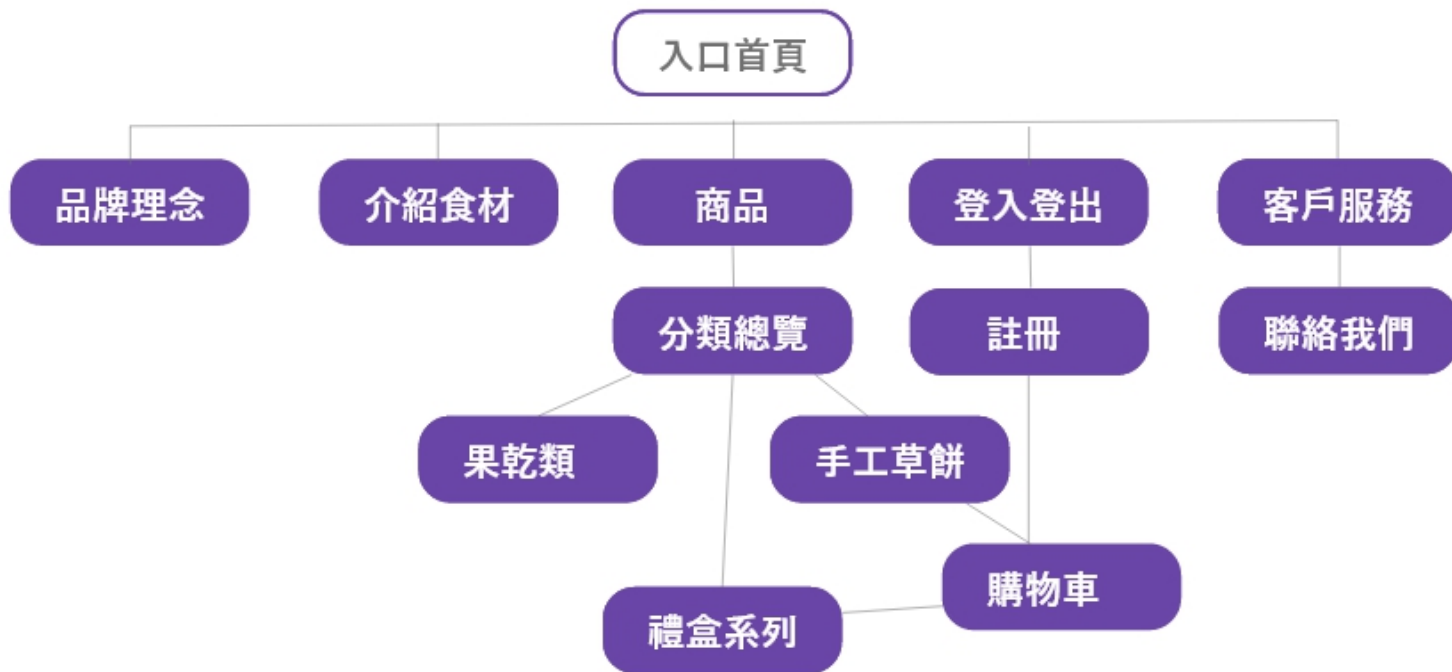 入口首頁
品牌理念
介紹食材
商品
登入登出
客戶服務
分類總覽
註冊
聯絡我們
果乾類
手工草餅
購物車
禮盒系列